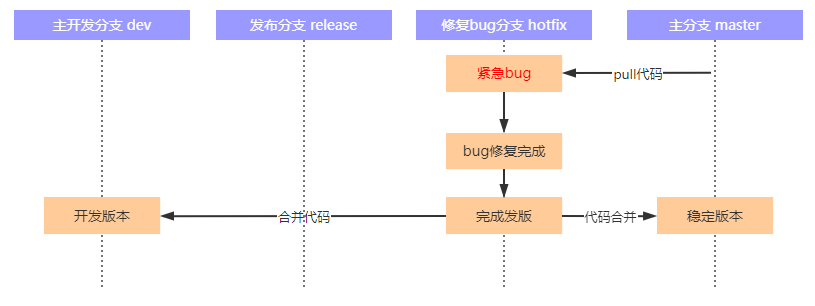 主开发分支 dev
发布分支 release
修复bug分支 hotfix
主分支 master
紧急bug
pull代码
bug修复完成
开发版本
合并代码
完成发版
代码合并
稳定版本